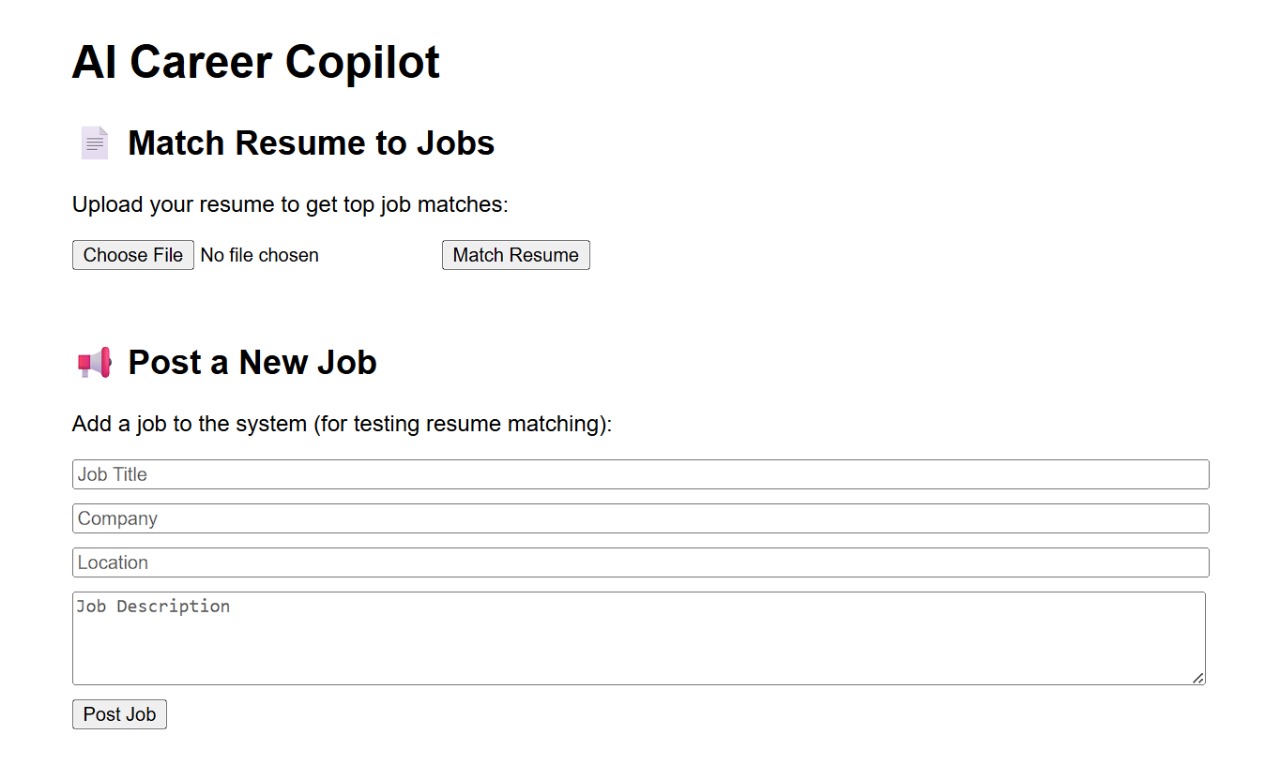 AI Career Copilot
Match Resume to Jobs
Upload your resume to get top job matches:
Choose File No file chosen Match Resume
Post a New Job
Add a job to the system (for testing resume matching):
Job Title
Company
Location
Job Description
Post Job